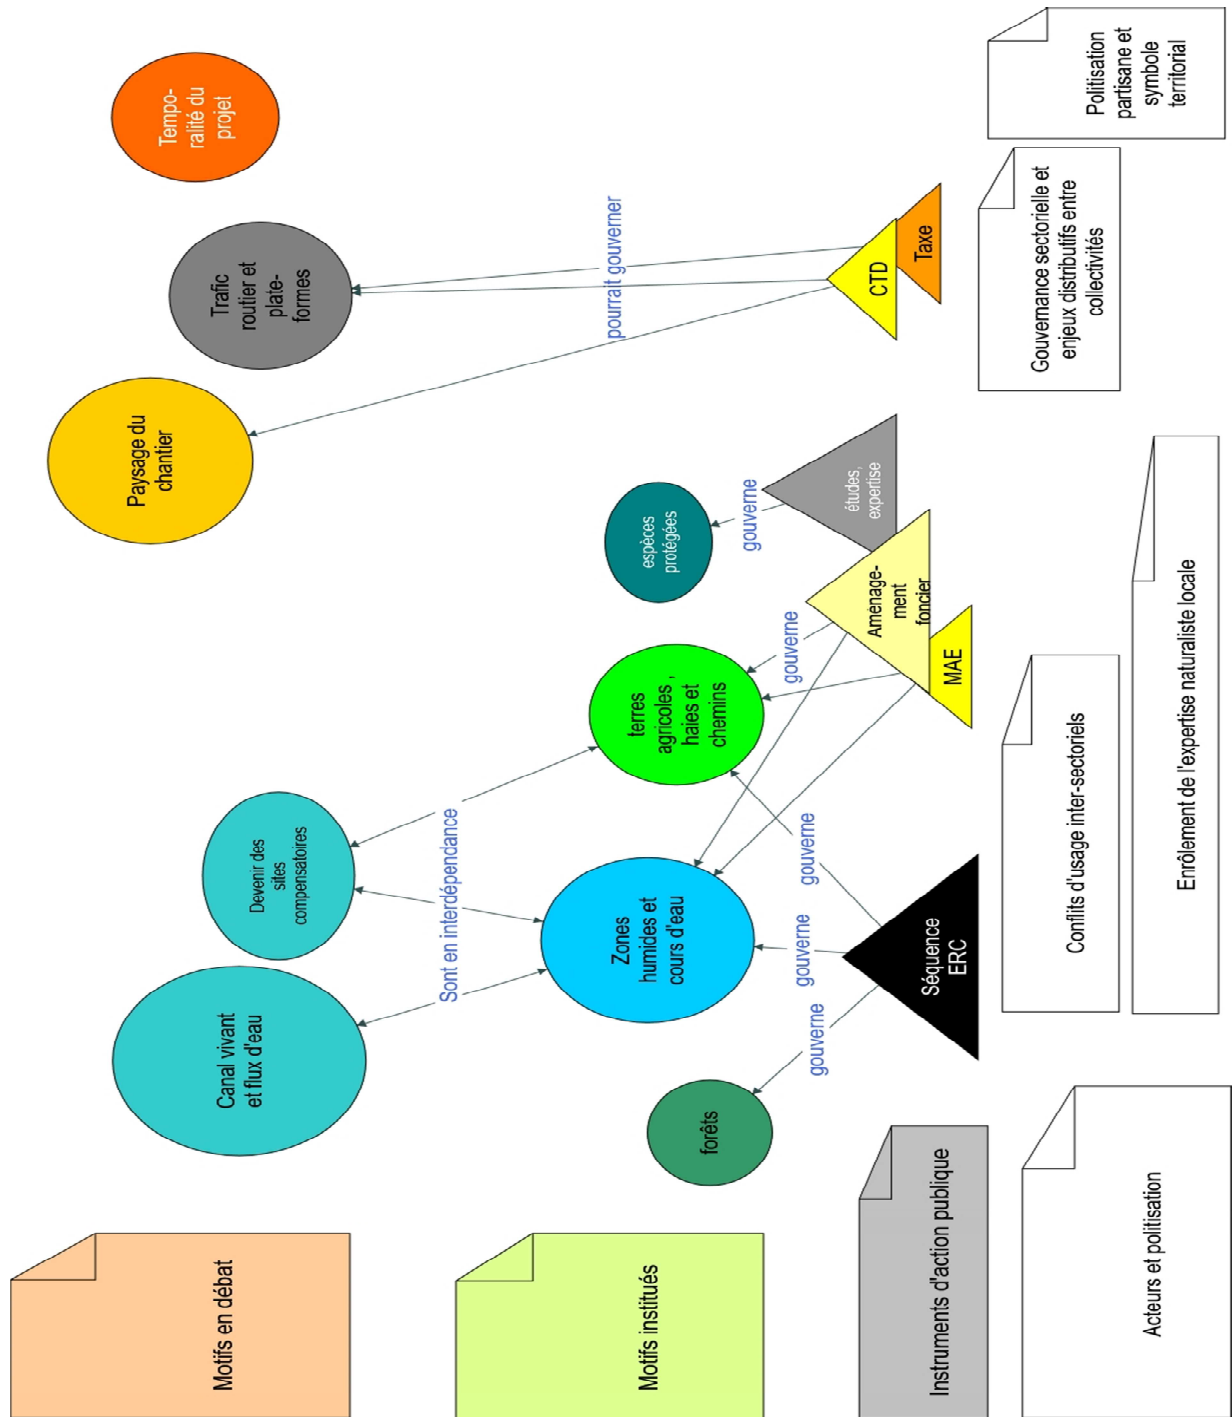 Motifs en débat
Canal vivant
et flux d'eau
Devenir des
sites
compensatoires
Paysage du
chantier
Trafic
routier et
plate-
formes
Tempo-
ralité du
projet
Sont en interdépendance
pourrait gouverner
Motifs institués
forêts
Zones
humides et
cours d'eau
terres
agricoles ,
haies et
chemins
espèces
protégées
gouverne
gouverne
gouverne
gouverne
gouverne
Instruments d'action publique
Séquence
ERC
Aménage-
ment
foncier
MAE
études,
expertise
CTD
Taxe
Acteurs et politisation
Conflits d'usage inter-sectoriels
Enrôlement de l'expertise naturaliste locale
Gouvernance sectorielle et
enjeux distributifs entre
collectivités
Politisation
partisane et
symbole
territorial